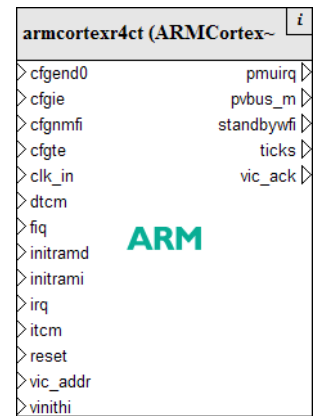 armcortexr4ct (ARMCortex~
i
cfgend0
pmuirq
cfgie
pvbus_m
cfgnmfi
standbywfi
cfgte
ticks
clk_in
vic_ack
dtcm
fiq
ARM
initramd
initrami
irq
itcm
reset
vic_addr
vinithi